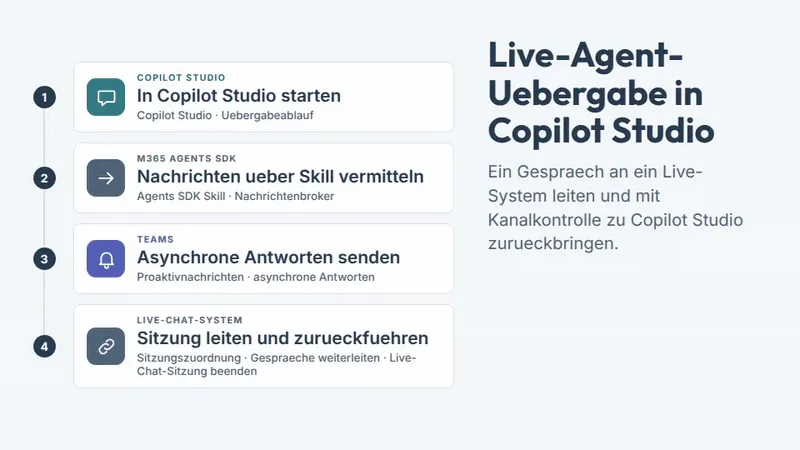 1
COPILOT STUDIO
In Copilot Studio starten
Copilot Studio · Uebergabeablauf
2
M365 AGENTS SDK
Nachrichten ueber Skill vermitteln
Agents SDK Skill · Nachrichtenbroker
3
TEAMS
Asynchrone Antworten senden
Proaktivnachrichten · asynchrone Antworten
4
LIVE-CHAT-SYSTEM
Sitzung leiten und zurueckfuehren
Sitzungszuordnung · Gespraeche weiterleiten · Live-
Chat-Sitzung beenden
Live-Agent-
Uebergabe in
Copilot Studio
Ein Gespraech an ein Live-
System leiten und mit
Kanalkontrolle zu Copilot Studio
zurueckbringen.